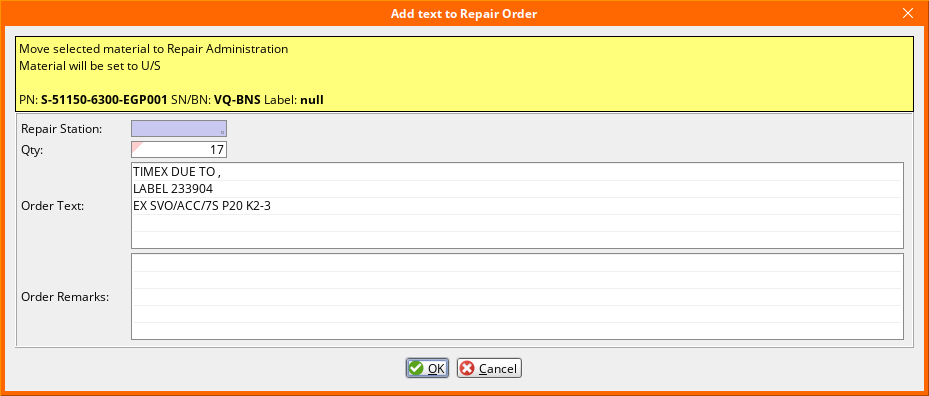 Add text to Repair Order
Move selected material to Repair Administration
Material will be set to U/S
PN: S-51150-6300-EGP001 SN/BN: VQ-BNS Label: null
Repair Station:
Qty: 17
Order Text:
TIMEX DUE TO ,
LABEL 233904
EX SVO/ACC/7S P20 K2-3
Order Remarks:
OK Cancel